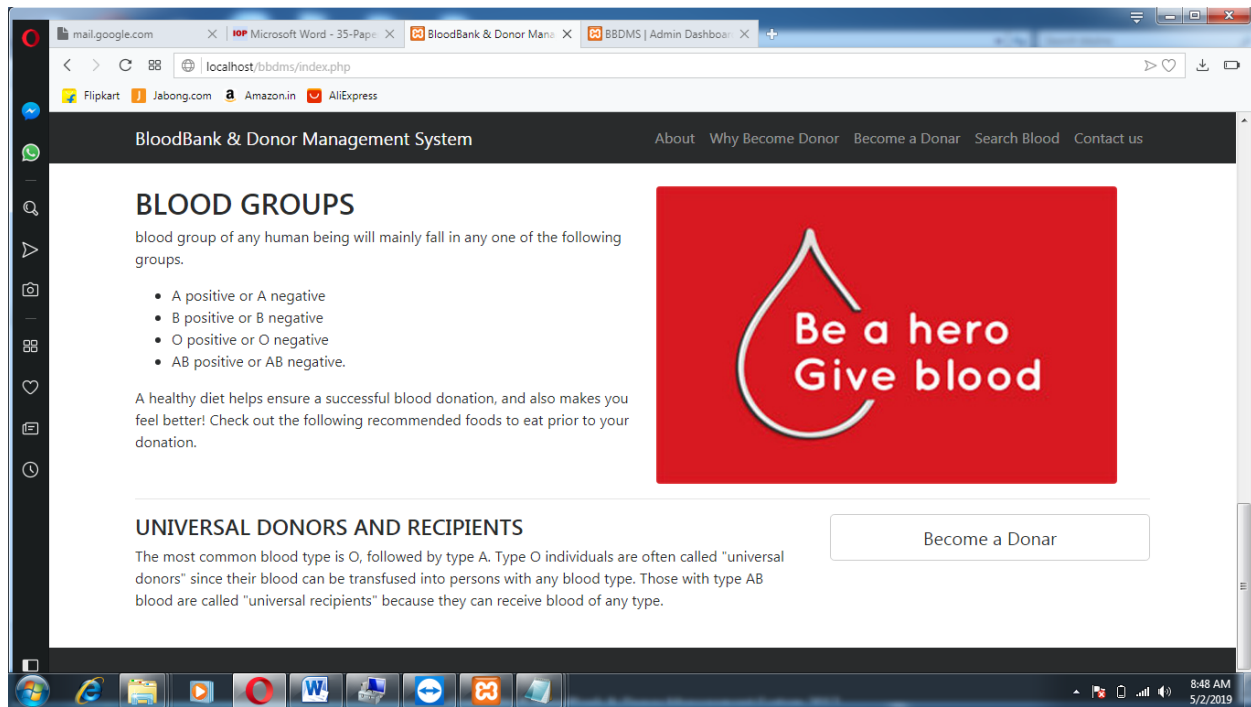 mail.google.com
IOP Microsoft Word - 35-Pape
BloodBank & Donor Mana
BBDMS | Admin Dashboar
localhost/bbdms/index.php
Flipkart
Jabong.com
Amazon.in
AliExpress
BloodBank & Donor Management System
About Why Become Donor Become a Donar Search Blood Contact us
BLOOD GROUPS
blood group of any human being will mainly fall in any one of the following
groups.
A positive or A negative
B positive or B negative
O positive or O negative
AB positive or AB negative.
A healthy diet helps ensure a successful blood donation, and also makes you
feel better! Check out the following recommended foods to eat prior to your
donation.
Be a hero
Give blood
UNIVERSAL DONORS AND RECIPIENTS
The most common blood type is O, followed by type A. Type O individuals are often called "universal
donors" since their blood can be transfused into persons with any blood type. Those with type AB
blood are called "universal recipients" because they can receive blood of any type.
Become a Donar
8:48 AM
5/2/2019